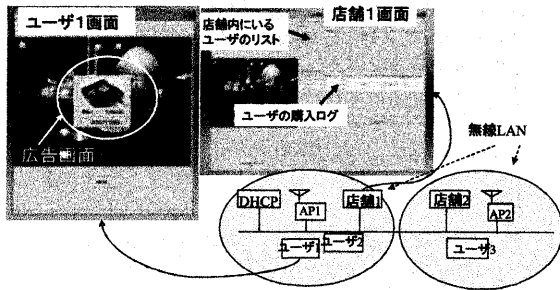 ユーザ1画面
店舗1画面
店舗内にいる
ユーザのリスト
ユーザの購入ログ
広告画面
無線LAN
DHCP
AP1
店舗1
店舗2
AP2
ユーザ1
ユーザ2
ユーザ3